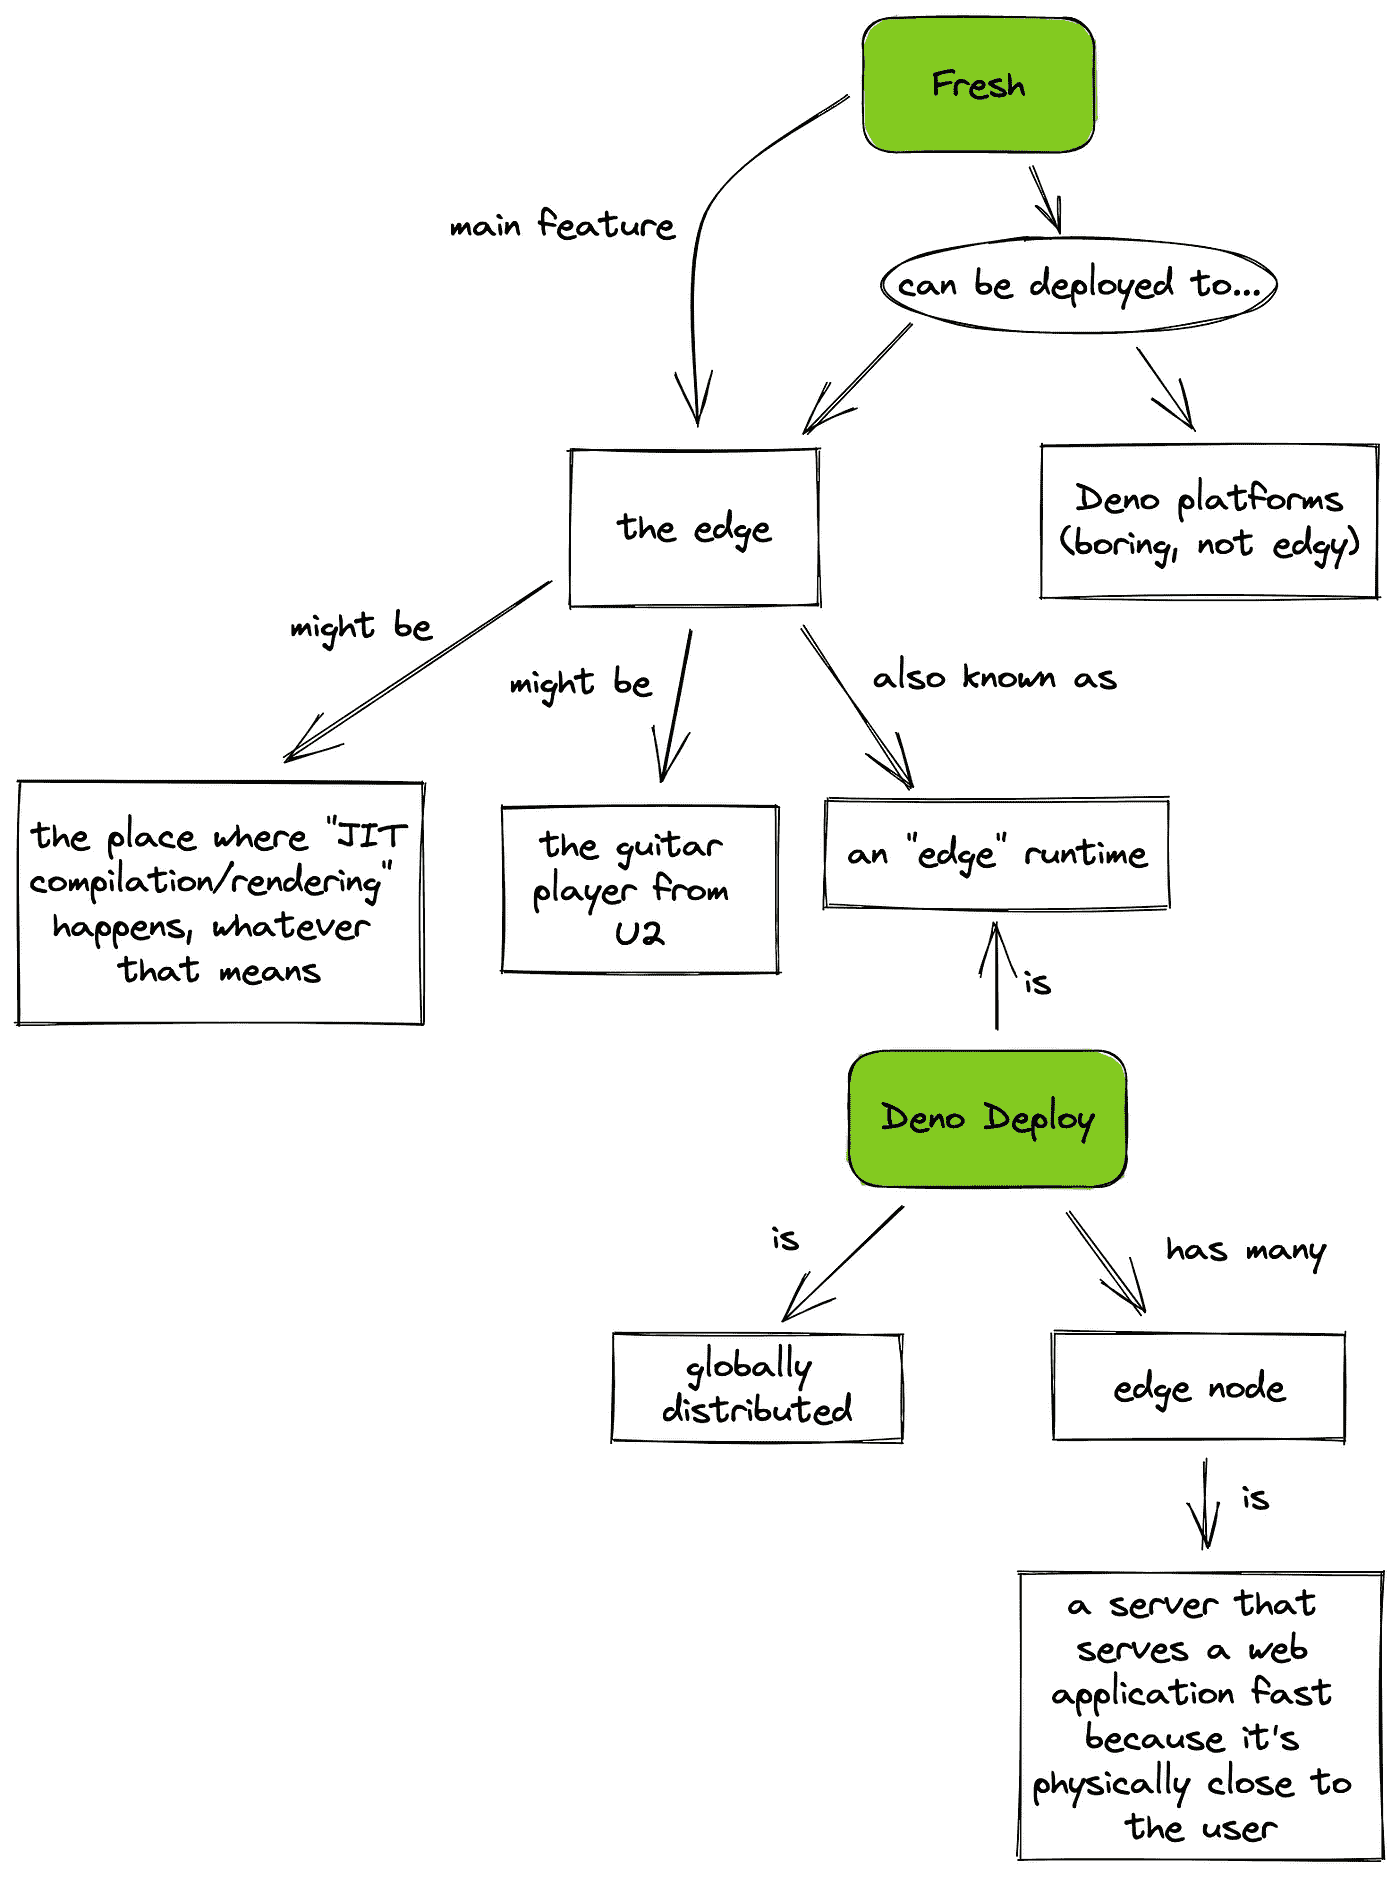 Fresh
main feature
can be deployed to...
the edge
Deno platforms
(boring, not edgy)
might be
might be
also known as
the place where "JIT
compilation/rendering"
happens, whatever
that means
the guitar
player from
U2
an "edge" runtime
is
Deno Deploy
is
has many
globally
distributed
edge node
is
a server that
serves a web
application fast
because it's
physically close to
the user